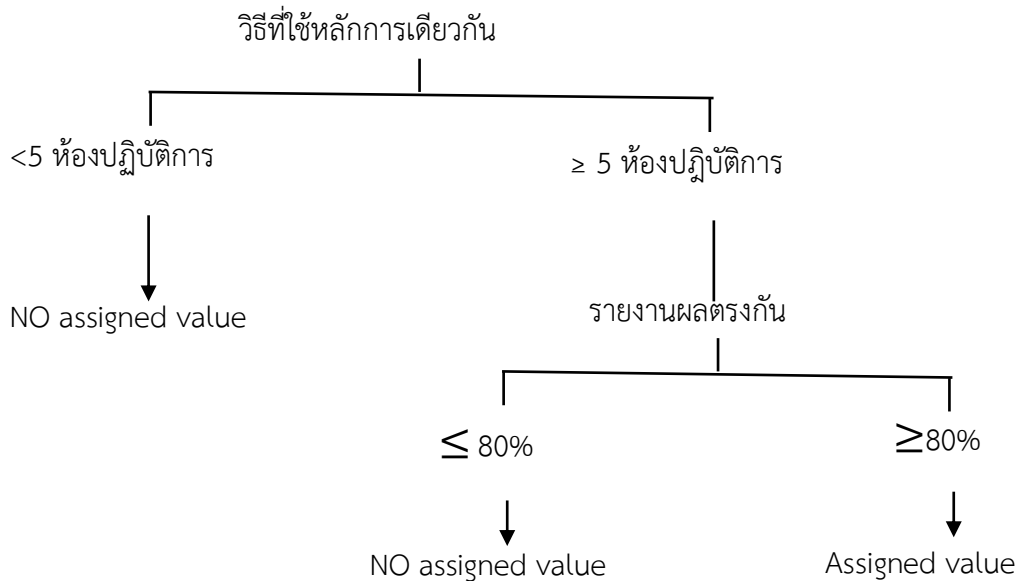 วิธีที่ใช้หลักการเดียวกัน
<5 ห้องปฏิบัติการ
≥ 5 ห้องปฎิบัติการ
NO assigned value
รายงานผลตรงกัน
≤ 80%
≥80%
NO assigned value
Assigned value